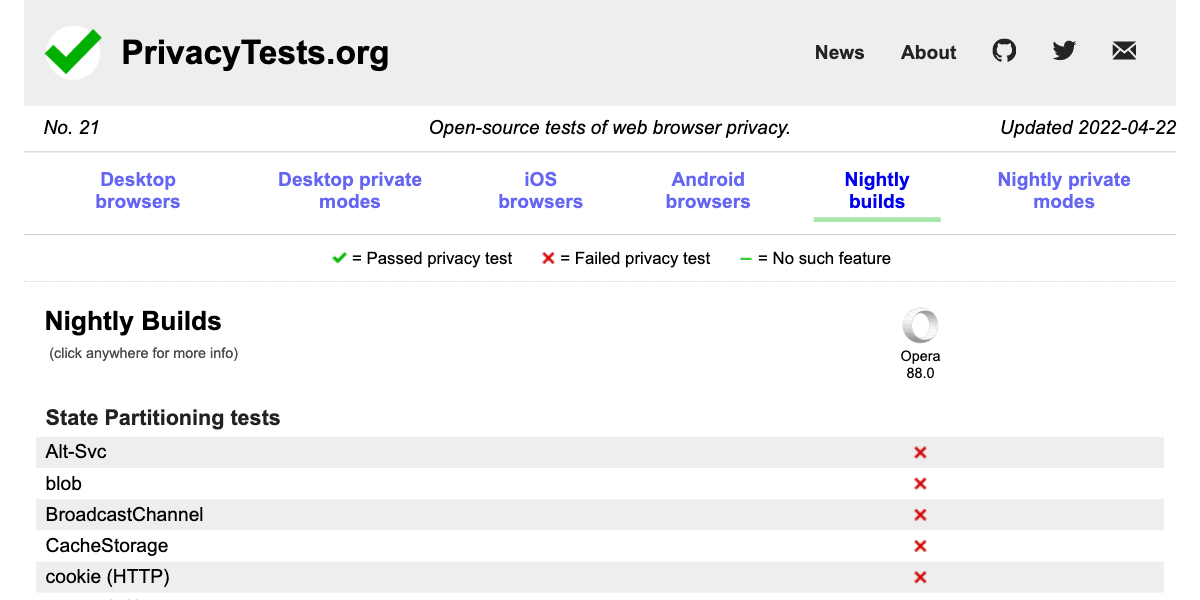 PrivacyTests.org
News
About
No. 21
Open-source tests of web browser privacy.
Updated 2022-04-22
Desktop browsers
Desktop private modes
iOS browsers
Android browsers
Nightly builds
Nightly private modes
= Passed privacy test
= Failed privacy test
= No such feature
Nightly Builds
(click anywhere for more info)
Opera
88.0
State Partitioning tests
Alt-Svc
blob
BroadcastChannel
CacheStorage
cookie (HTTP)